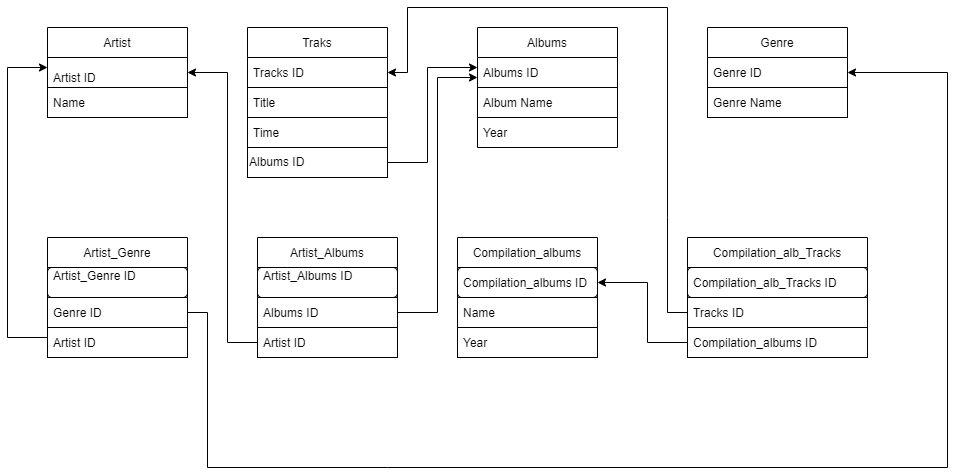 Artist
Artist ID
Name
Traks
Tracks ID
Title
Time
Albums ID
Albums
Albums ID
Album Name
Year
Genre
Genre ID
Genre Name
Artist_Genre
Artist_Genre ID
Genre ID
Artist ID
Artist_Albums
Artist_Albums ID
Albums ID
Artist ID
Compilation_albums
Compilation_albums ID
Name
Year
Compilation_alb_Tracks
Compilation_alb_Tracks ID
Tracks ID
Compilation_albums ID